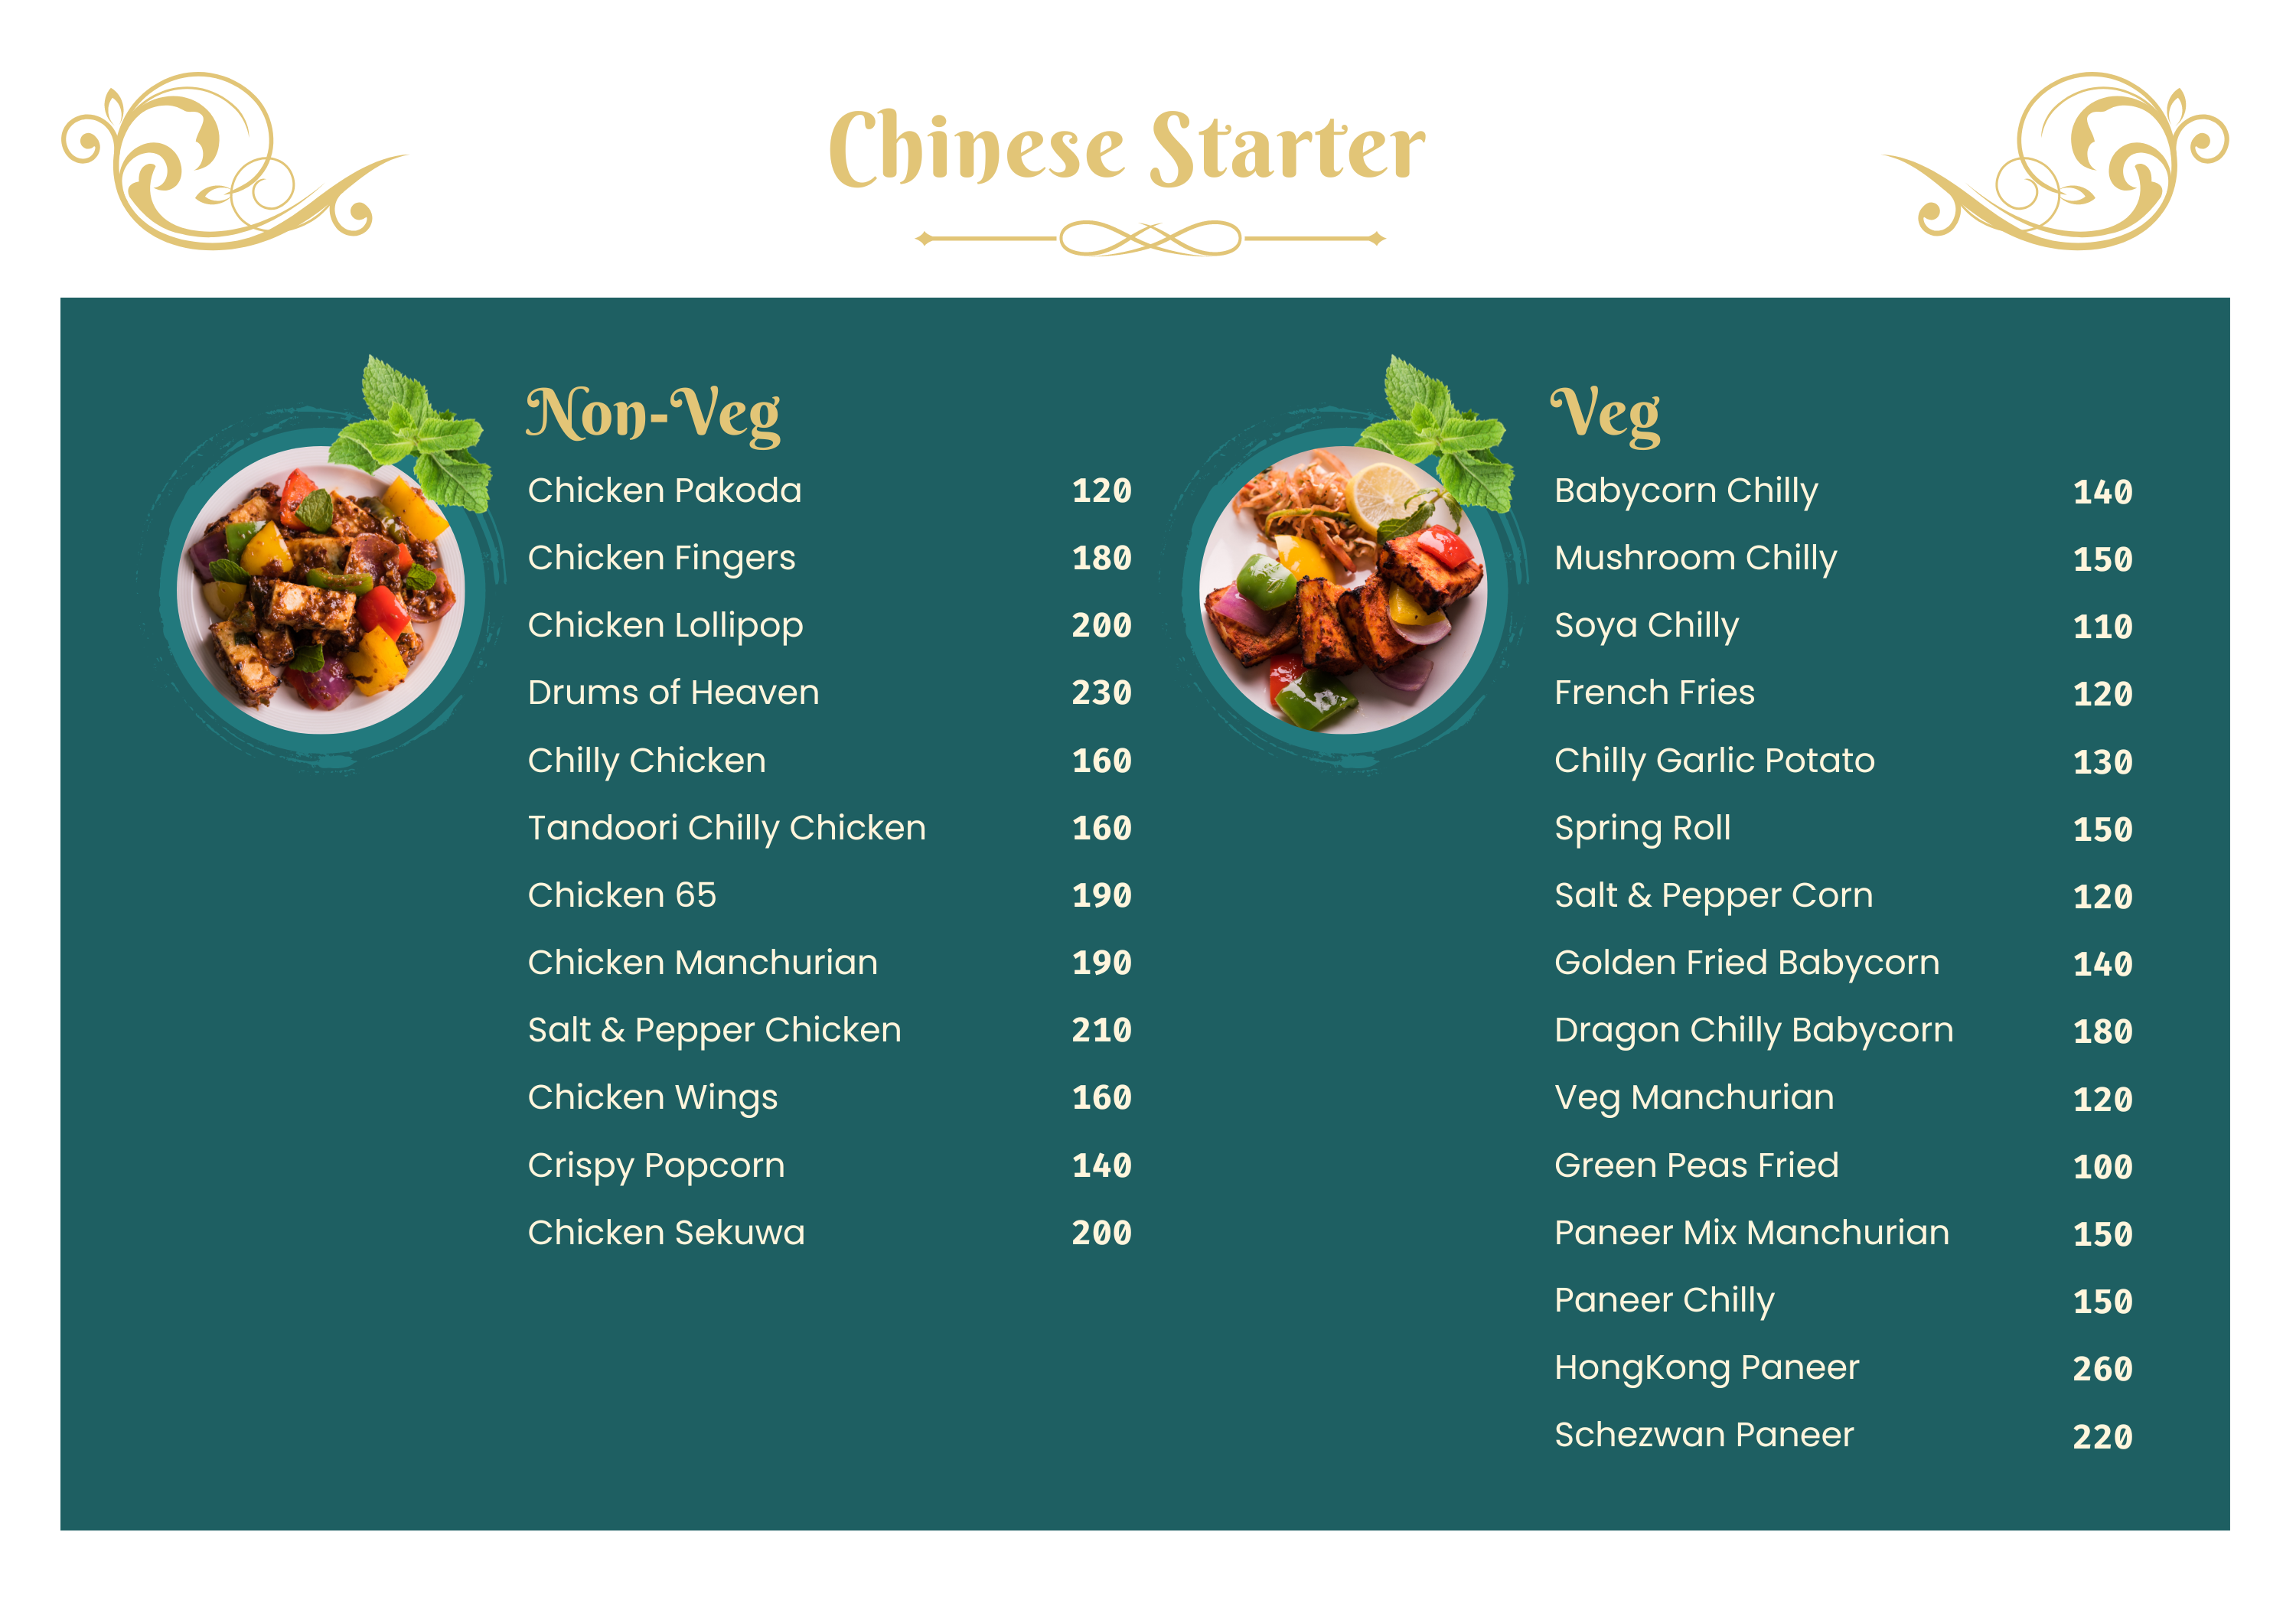 Chinese Starter
Non-Veg
Chicken Pakoda 120
Chicken Fingers 180
Chicken Lollipop 200
Drums of Heaven 230
Chilly Chicken 160
Tandoori Chilly Chicken 160
Chicken 65 190
Chicken Manchurian 190
Salt & Pepper Chicken 210
Chicken Wings 160
Crispy Popcorn 140
Chicken Sekuwa 200
Veg
Babycorn Chilly 140
Mushroom Chilly 150
Soya Chilly 110
French Fries 120
Chilly Garlic Potato 130
Spring Roll 150
Salt & Pepper Corn 120
Golden Fried Babycorn 140
Dragon Chilly Babycorn 180
Veg Manchurian 120
Green Peas Fried 100
Paneer Mix Manchurian 150
Paneer Chilly 150
HongKong Paneer 260
Schezwan Paneer 220